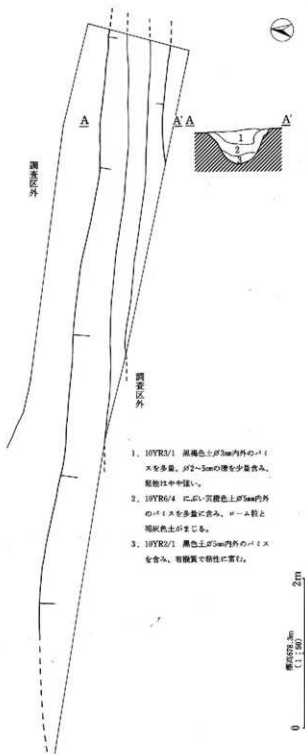 A
A' A
A'
1
2
3
調査区外
調査区外
1、10YR3/1 黒褐色土∅3mm内外のパミ
スを多量、∅2~5cmの礫を少量含み、
粘性はやや強い。
2、10YR6/4 にぶい黄橙色土∅5mm内外
のパミスを多量に含み、ローム粒と
褐灰色土がまじる。
3、10YR2/1 黒色土∅5mm内外のパミス
を含み、有機質で粘性に富む。
標高678.3m
(1:60)
0
2m